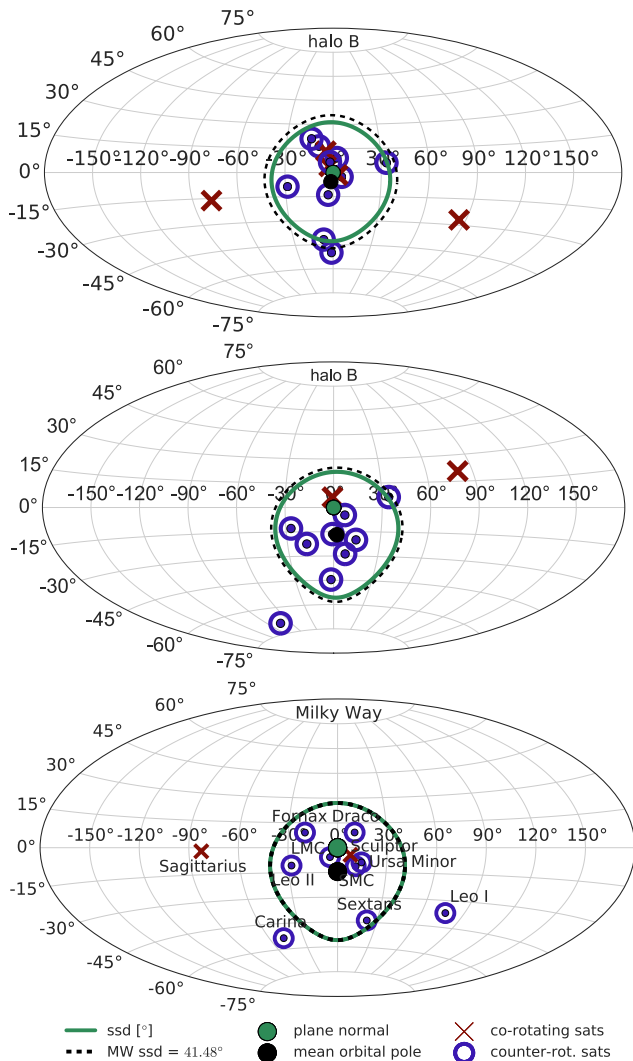 75°
60°
halo B
45°
30°
15°
-150°-120° -90° -60° -30° 0° 30° 60° 90° 120° 150°
0°
-15°
-30°
-45°
-60°
-75°
75°
60°
halo B
45°
30°
15°
-150°-120° -90° -60° -30° 0° 30° 60° 90° 120° 150°
0°
-15°
-30°
-45°
-60°
-75°
75°
60°
Milky Way
45°
30°
15°
Fornax Draco
-150°-120° -90° -60° -30° 0° 30° 60° 90° 120° 150°
0°
LMC Sculptor
Sagittarius Ursa Minor
Leo II SMC
-15°
Leo I
Sextans
Carina
-30°
-45°
-60°
-75°
ssd [°] plane normal co-rotating sats
MW ssd = 41.48° mean orbital pole counter-rot. sats